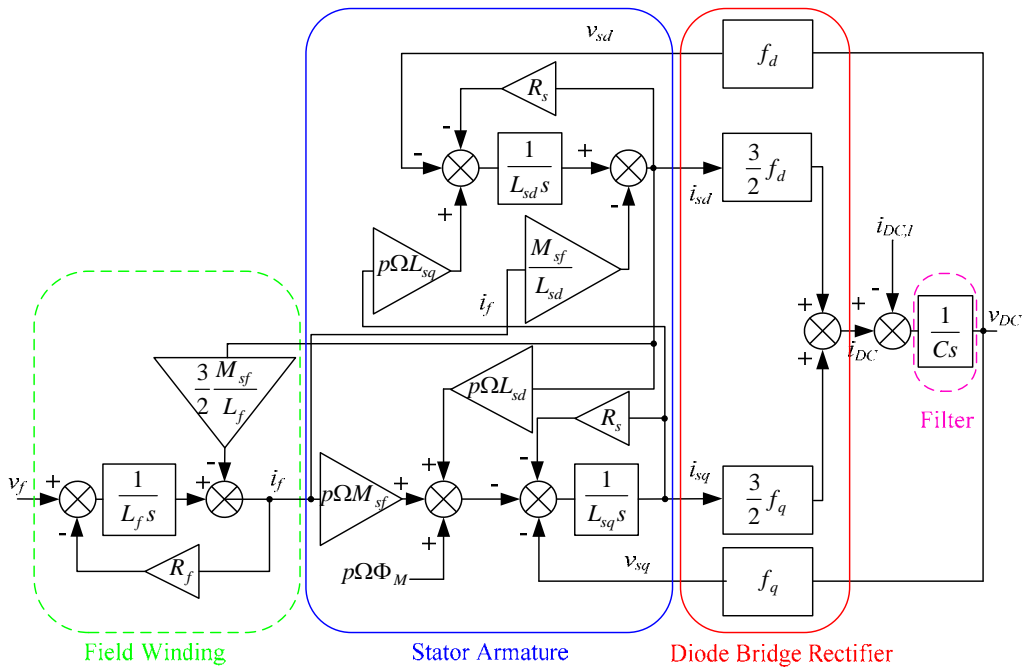 v_sd
f_d
R_s
-
-
1
L_sd s
+
+
-
i_sd
3/2 f_d
pΩL_sq
M_sf
L_sd
i_f
i_DC,l
-
+
+
+
i_DC
1
Cs
v_DC
3/2 M_sf/L_f
pΩL_sd
R_s
Filter
v_f
+
-
1
L_f s
+
-
i_f
pΩM_sf
+
+
+
-
-
-
1
L_sq s
i_sq
3/2 f_q
R_f
pΩΦ_M
v_sq
f_q
Field Winding
Stator Armature
Diode Bridge Rectifier